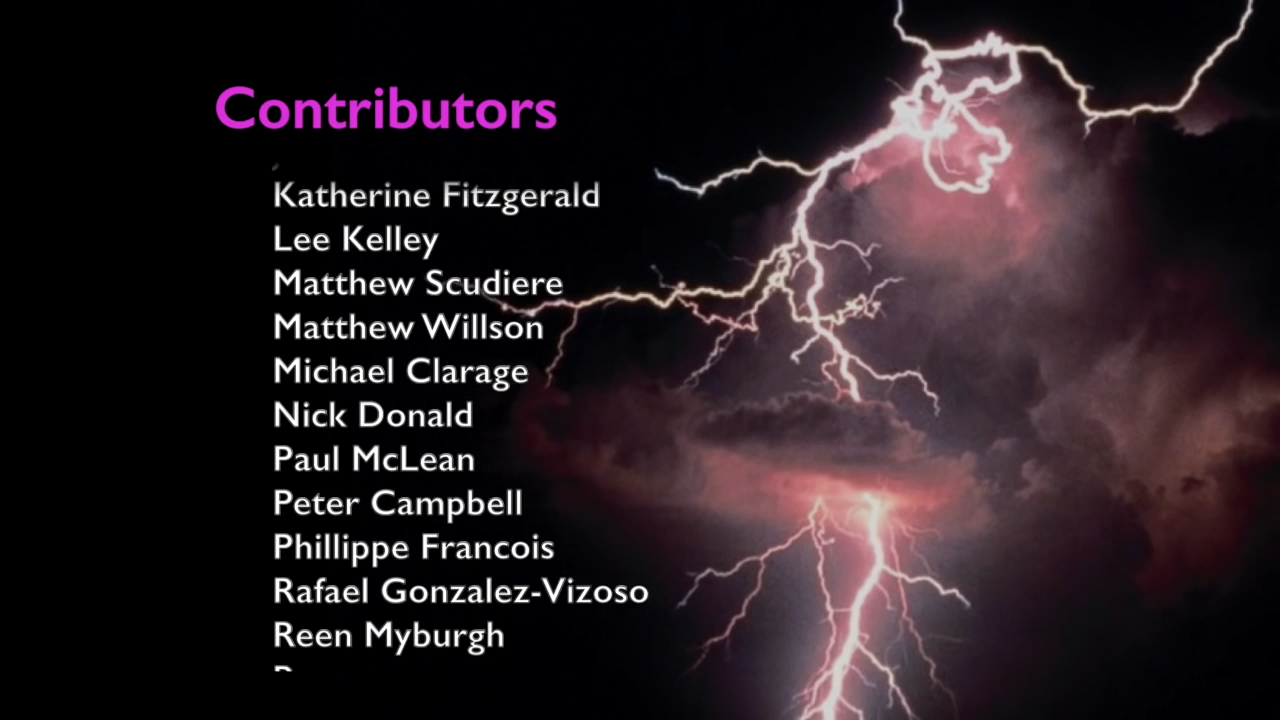 Contributors
Katherine Fitzgerald
Lee Kelley
Matthew Scudiere
Matthew Willson
Michael Clarage
Nick Donald
Paul McLean
Peter Campbell
Phillippe Francois
Rafael Gonzalez-Vizoso
Reen Myburgh